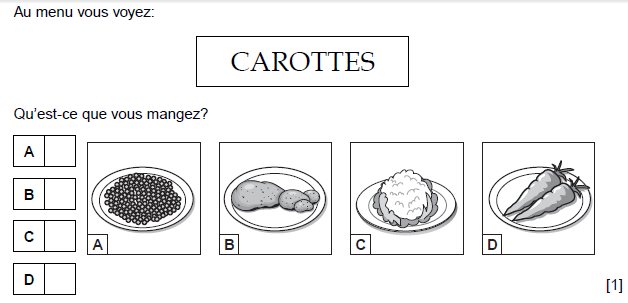 Au menu vous voyez:
CAROTTES
Qu'est-ce que vous mangez?
A
B
C
D
A
B
C
D
[1]